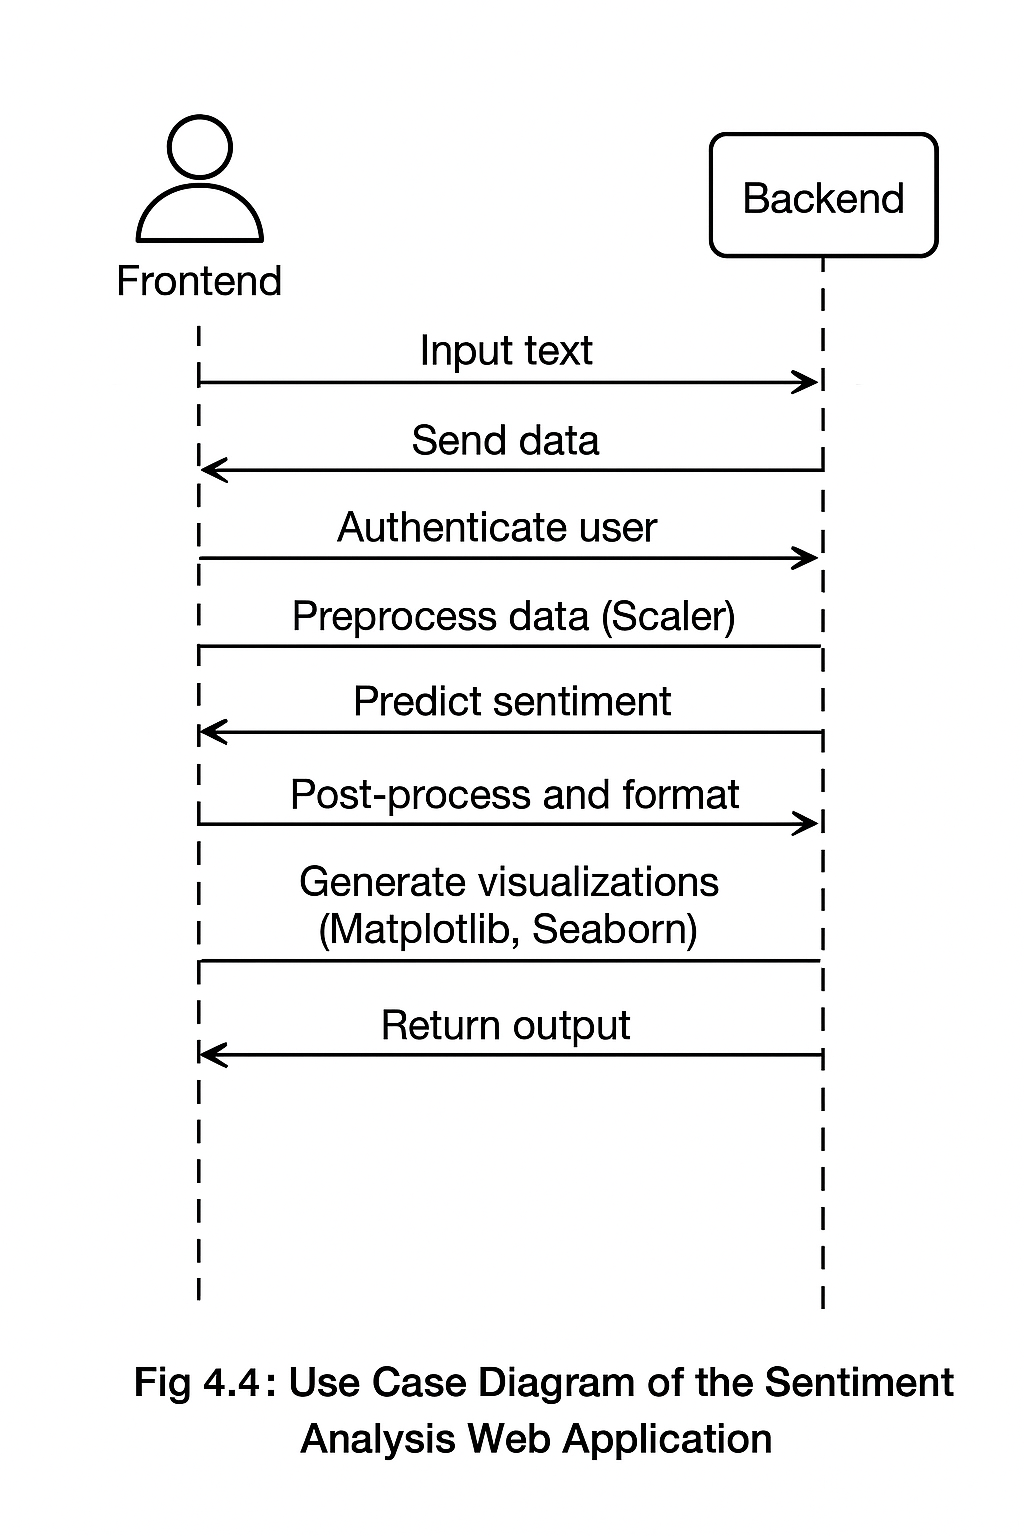 Frontend
Backend
Input text
Send data
Authenticate user
Preprocess data (Scaler)
Predict sentiment
Post-process and format
Generate visualizations
(Matplotlib, Seaborn)
Return output
Fig 4.4: Use Case Diagram of the Sentiment
Analysis Web Application